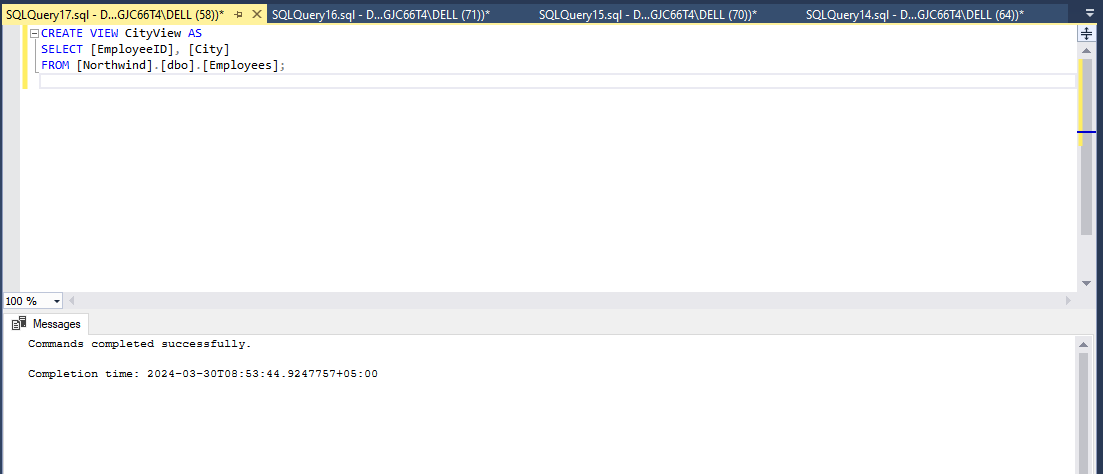 SQLQuery17.sql - D...GJC66T4\DELL (58))* SQLQuery16.sql - D...GJC66T4\DELL (71))* SQLQuery15.sql - D...GJC66T4\DELL (70))* SQLQuery14.sql - D...GJC66T4\DELL (64))*
CREATE VIEW CityView AS
SELECT [EmployeeID], [City]
FROM [Northwind].[dbo].[Employees];
100 %
Messages
Commands completed successfully.
Completion time: 2024-03-30T08:53:44.9247757+05:00